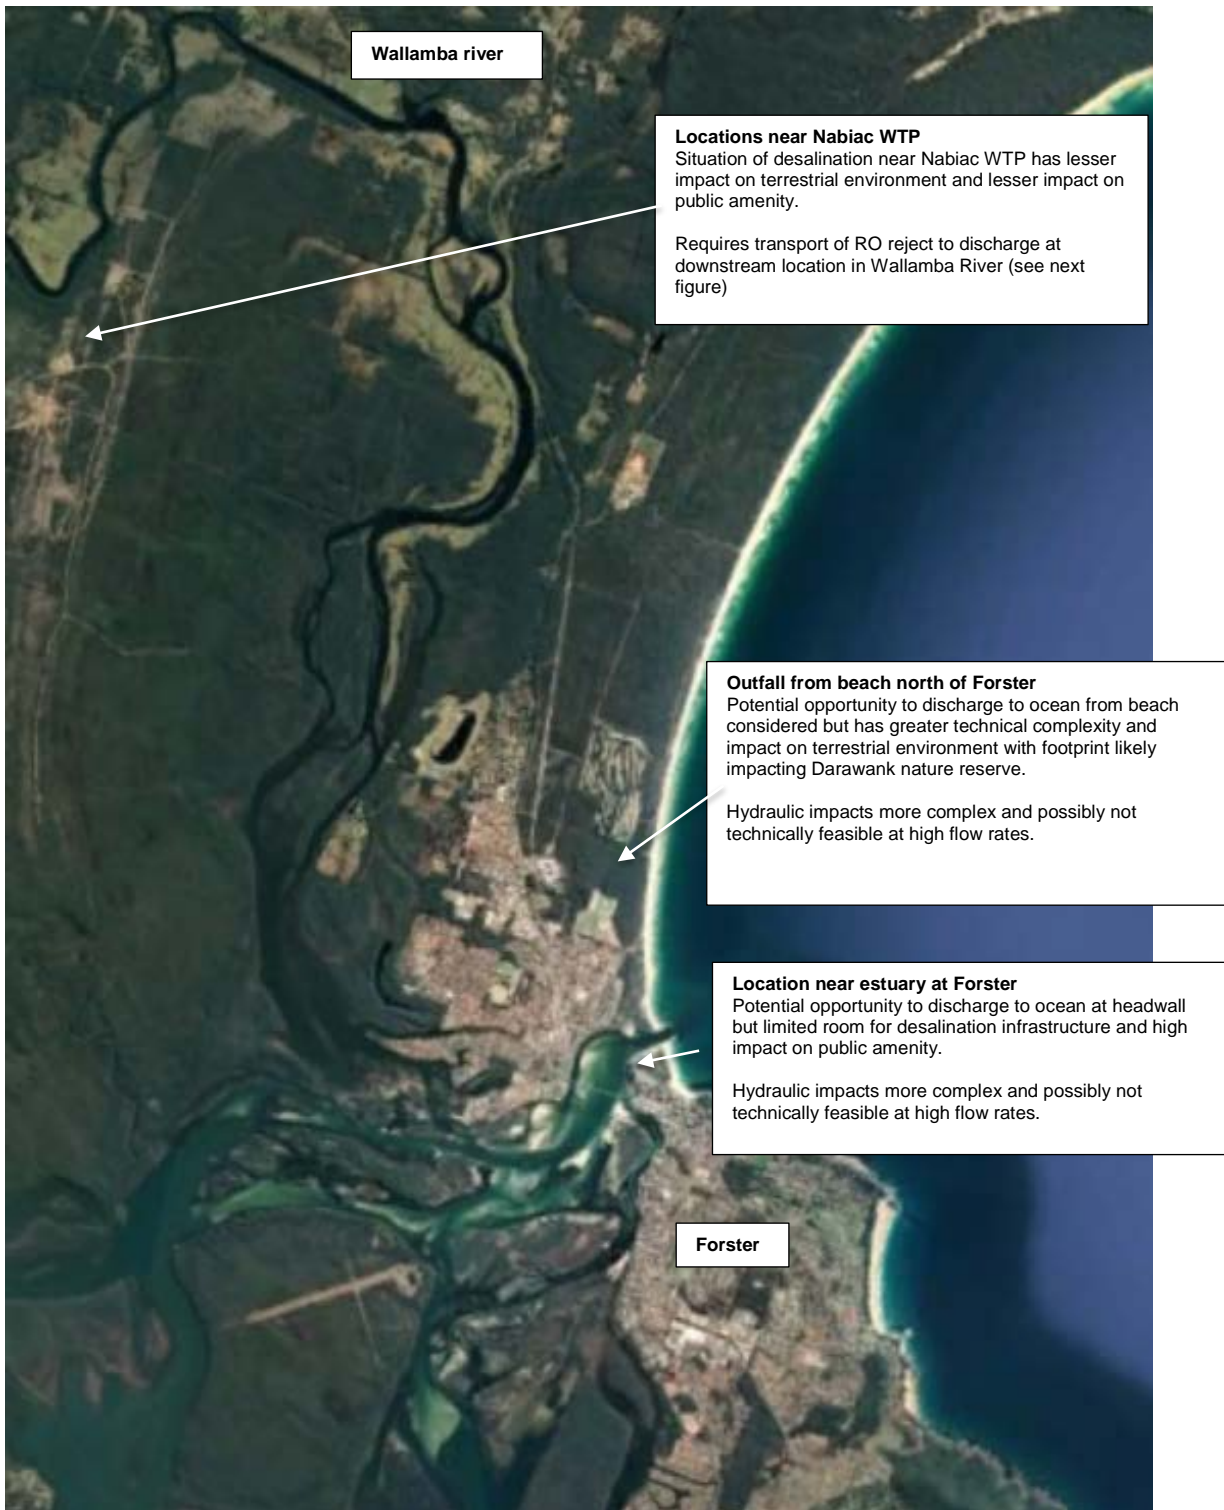 Wallamba river
Locations near Nabiac WTP
Situation of desalination near Nabiac WTP has lesser
impact on terrestrial environment and lesser impact on
public amenity.
Requires transport of RO reject to discharge at
downstream location in Wallamba River (see next
figure)
Outfall from beach north of Forster
Potential opportunity to discharge to ocean from beach
considered but has greater technical complexity and
impact on terrestrial environment with footprint likely
impacting Darawank nature reserve.
Hydraulic impacts more complex and possibly not
technically feasible at high flow rates.
Location near estuary at Forster
Potential opportunity to discharge to ocean at headwall
but limited room for desalination infrastructure and high
impact on public amenity.
Hydraulic impacts more complex and possibly not
technically feasible at high flow rates.
Forster